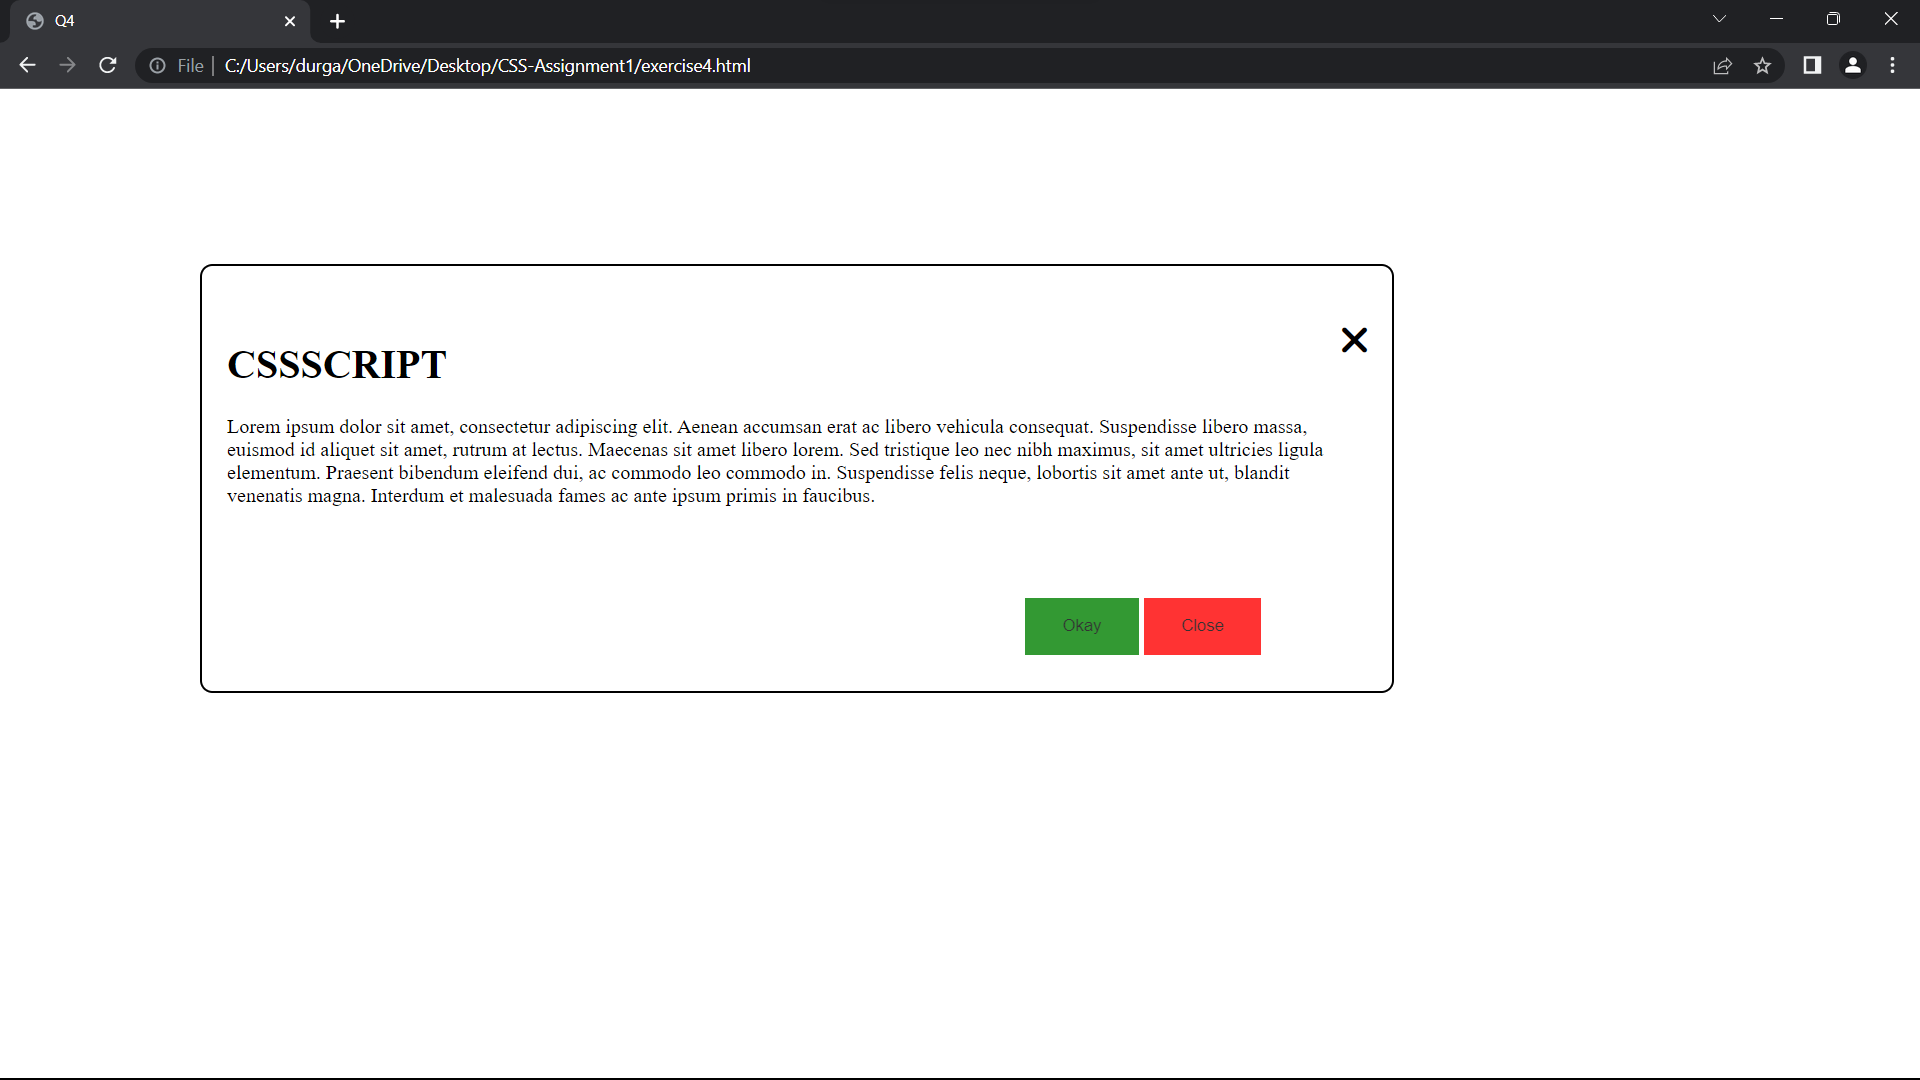 Q4
File
C:/Users/durga/OneDrive/Desktop/CSS-Assignment1/exercise4.html
CSSSCRIPT
Lorem ipsum dolor sit amet, consectetur adipiscing elit. Aenean accumsan erat ac libero vehicula consequat. Suspendisse libero massa,
euismod id aliquet sit amet, rutrum at lectus. Maecenas sit amet libero lorem. Sed tristique leo nec nibh maximus, sit amet ultricies ligula
elementum. Praesent bibendum eleifend dui, ac commodo leo commodo in. Suspendisse felis neque, lobortis sit amet ante ut, blandit
venenatis magna. Interdum et malesuada fames ac ante ipsum primis in faucibus.
Okay
Close